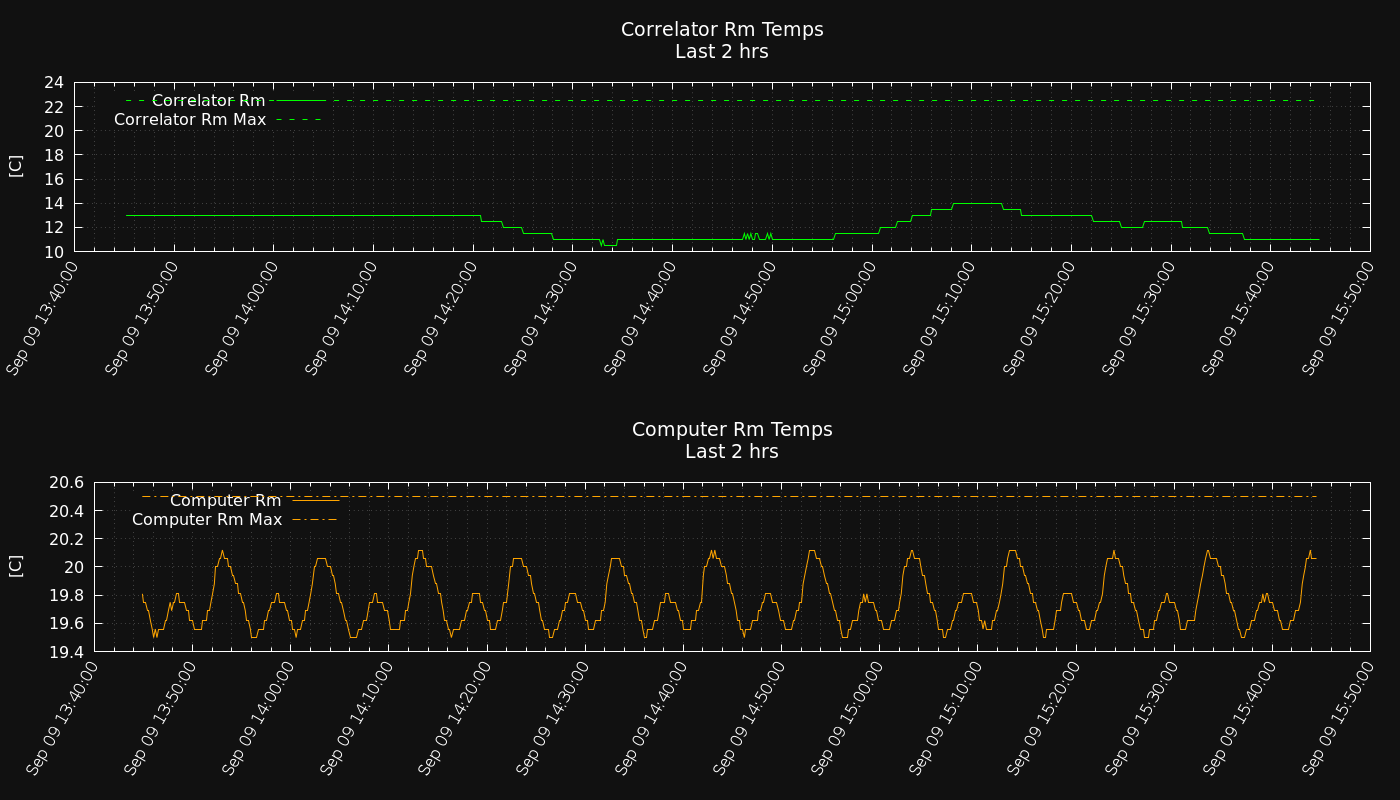 Correlator Rm Temps
Last 2 hrs
24
22
20
18
16
14
12
10
[C]
Correlator Rm
Correlator Rm Max
Sep 09 13:40:00
Sep 09 13:50:00
Sep 09 14:00:00
Sep 09 14:10:00
Sep 09 14:20:00
Sep 09 14:30:00
Sep 09 14:40:00
Sep 09 14:50:00
Sep 09 15:00:00
Sep 09 15:10:00
Sep 09 15:20:00
Sep 09 15:30:00
Sep 09 15:40:00
Sep 09 15:50:00
Computer Rm Temps
Last 2 hrs
20.6
20.4
20.2
20
19.8
19.6
19.4
[C]
Computer Rm
Computer Rm Max
Sep 09 13:40:00
Sep 09 13:50:00
Sep 09 14:00:00
Sep 09 14:10:00
Sep 09 14:20:00
Sep 09 14:30:00
Sep 09 14:40:00
Sep 09 14:50:00
Sep 09 15:00:00
Sep 09 15:10:00
Sep 09 15:20:00
Sep 09 15:30:00
Sep 09 15:40:00
Sep 09 15:50:00